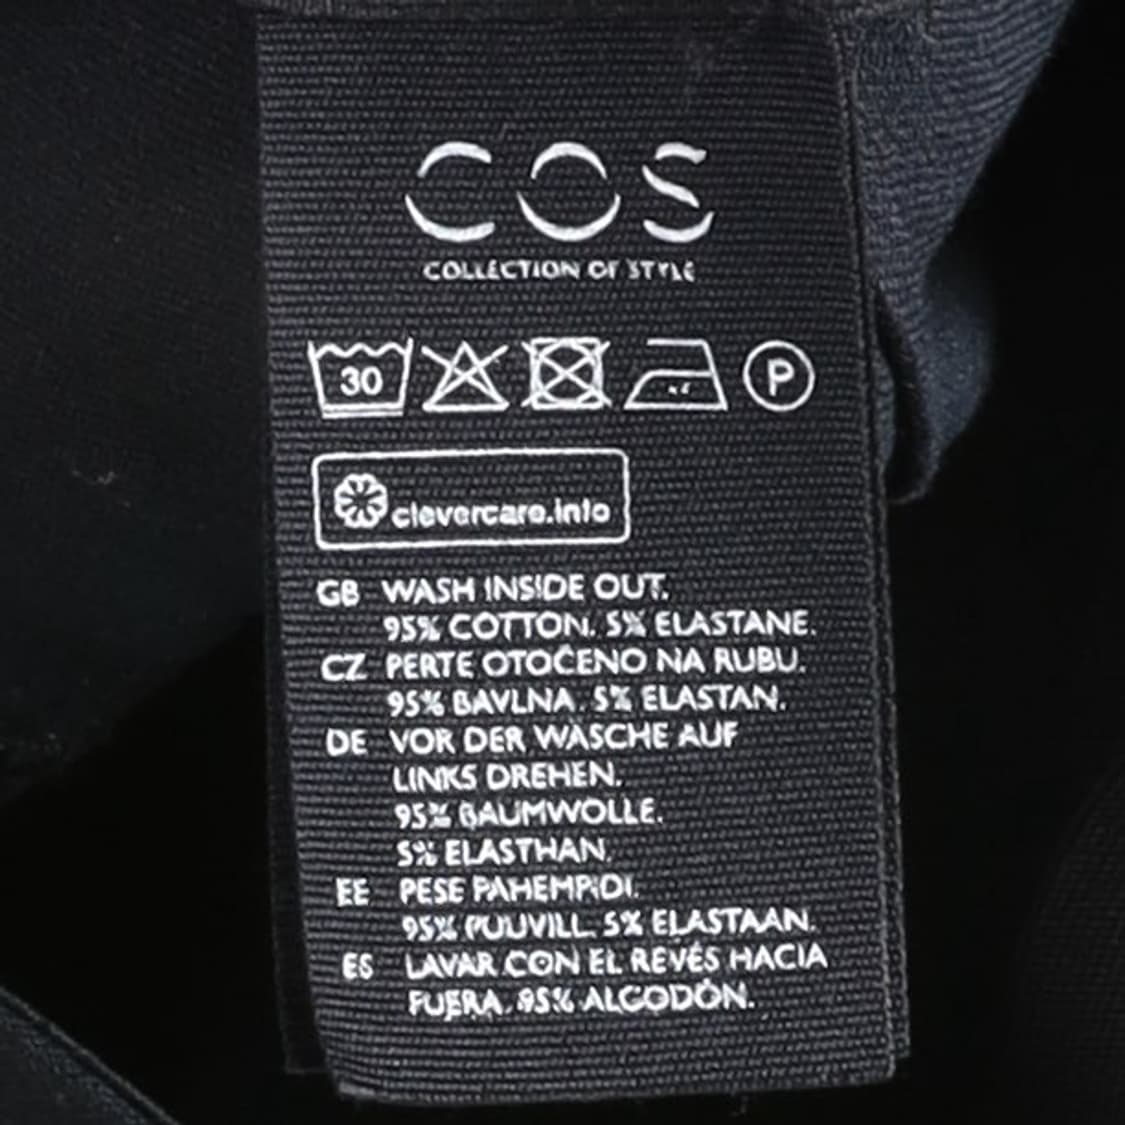 COS
COLLECTION OF STYLE
30
P
clevercare.info
GB WASH INSIDE OUT.
95% COTTON. 5% ELASTANE.
CZ PERTE OTOČENO NA RUBU.
95% BAVLNA. 5% ELASTAN.
DE VOR DER WÄSCHE AUF
LINKS DREHEN.
95% BAUMWOLLE.
5% ELASTHAN.
EE PESE PAHEMPIDI.
95% PUUVILL. 5% ELASTAAN.
ES LAVAR CON EL REVÉS HACIA
FUERA. 95% ALGODÓN.